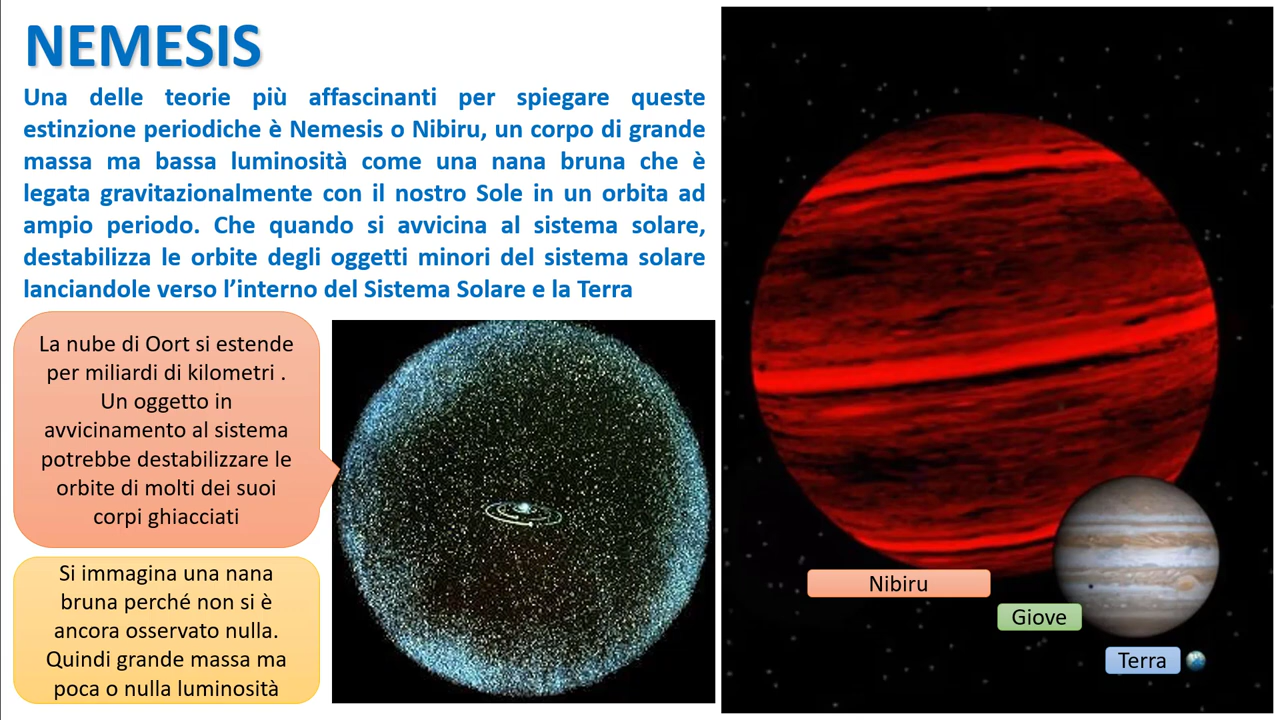 NEMESIS
Una delle teorie più affascinanti per spiegare queste
estinzione periodiche è Nemesis o Nibiru, un corpo di grande
massa ma bassa luminosità come una nana bruna che è
legata gravitazionalmente con il nostro Sole in un orbita ad
ampio periodo. Che quando si avvicina al sistema solare,
destabilizza le orbite degli oggetti minori del sistema solare
lanciandole verso l’interno del Sistema Solare e la Terra
La nube di Oort si estende
per miliardi di kilometri .
Un oggetto in
avvicinamento al sistema
potrebbe destabilizzare le
orbite di molti dei suoi
corpi ghiacciati
Si immagina una nana
bruna perché non si è
ancora osservato nulla.
Quindi grande massa ma
poca o nulla luminosità
Nibiru
Giove
Terra